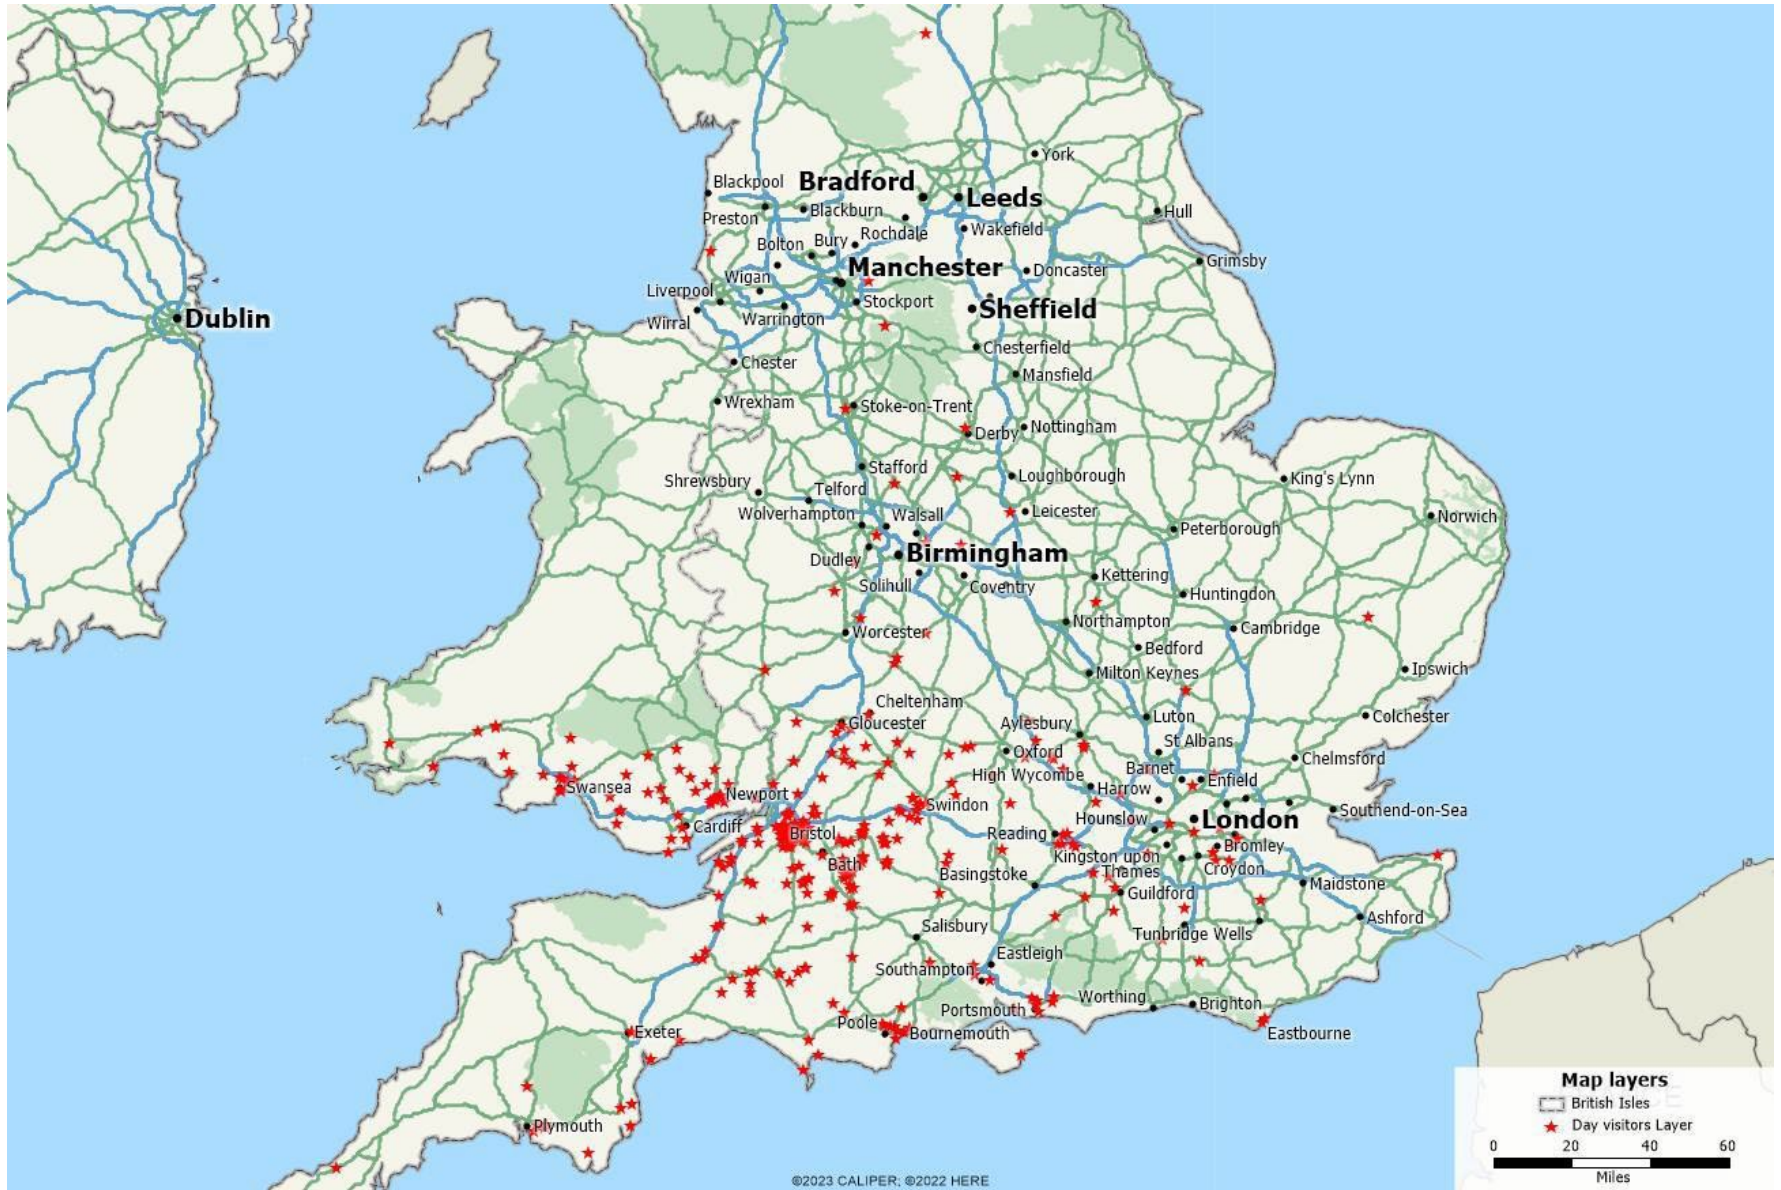 York
Blackpool
Bradford
Leeds
Preston
Blackburn
Hull
Wakefield
Bolton
Bury
Rochdale
Grimsby
Manchester
Doncaster
Wigan
Liverpool
Stockport
Sheffield
Dublin
Wirral
Warrington
Chesterfield
Chester
Mansfield
Wrexham
Stoke-on-Trent
Derby
Nottingham
Stafford
Loughborough
King's Lynn
Shrewsbury
Telford
Wolverhampton
Walsall
Leicester
Norwich
Peterborough
Birmingham
Dudley
Solihull
Coventry
Kettering
Huntingdon
Worcester
Northampton
Cambridge
Bedford
Ipswich
Milton Keynes
Cheltenham
Gloucester
Aylesbury
Luton
Colchester
Oxford
St Albans
Chelmsford
High Wycombe
Barnet
Enfield
Swansea
Newport
Swindon
Harrow
Southend-on-Sea
Cardiff
Bristol
Reading
Hounslow
London
Bath
Kingston upon
Thames
Bromley
Croydon
Basingstoke
Guildford
Maidstone
Ashford
Salisbury
Tunbridge Wells
Eastleigh
Southampton
Worthing
Brighton
Portsmouth
Poole
Bournemouth
Eastbourne
Exeter
Plymouth
Map layers
British Isles
Day visitors Layer
0 20 40 60
Miles
©2023 CALIPER; ©2022 HERE